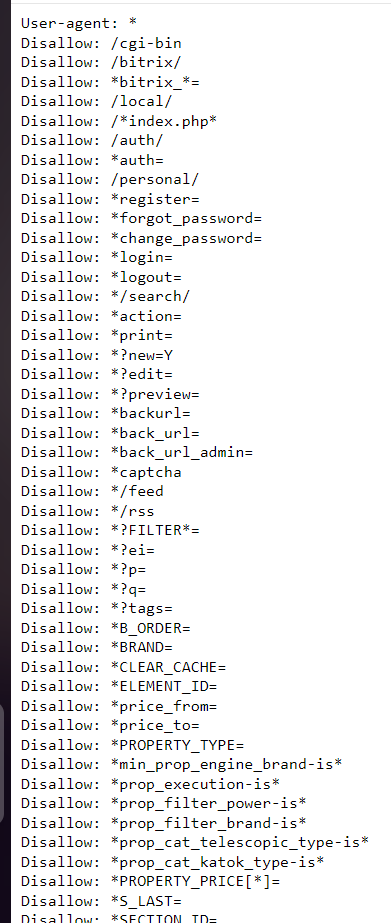 User-agent: *
Disallow: /cgi-bin
Disallow: /bitrix/
Disallow: *bitrix_*=
Disallow: /local/
Disallow: /*index.php*
Disallow: /auth/
Disallow: *auth=
Disallow: /personal/
Disallow: *register=
Disallow: *forgot_password=
Disallow: *change_password=
Disallow: *login=
Disallow: *logout=
Disallow: */search/
Disallow: *action=
Disallow: *print=
Disallow: *?new=Y
Disallow: *?edit=
Disallow: *?preview=
Disallow: *backurl=
Disallow: *back_url=
Disallow: *back_url_admin=
Disallow: *captcha
Disallow: */feed
Disallow: */rss
Disallow: *?FILTER*=
Disallow: *?ei=
Disallow: *?p=
Disallow: *?q=
Disallow: *?tags=
Disallow: *B_ORDER=
Disallow: *BRAND=
Disallow: *CLEAR_CACHE=
Disallow: *ELEMENT_ID=
Disallow: *price_from=
Disallow: *price_to=
Disallow: *PROPERTY_TYPE=
Disallow: *min_prop_engine_brand-is*
Disallow: *prop_execution-is*
Disallow: *prop_filter_power-is*
Disallow: *prop_filter_brand-is*
Disallow: *prop_cat_telescopic_type-is*
Disallow: *prop_cat_katok_type-is*
Disallow: *PROPERTY_PRICE[*]=
Disallow: *S_LAST=
Disallow: *SECTION_ID=